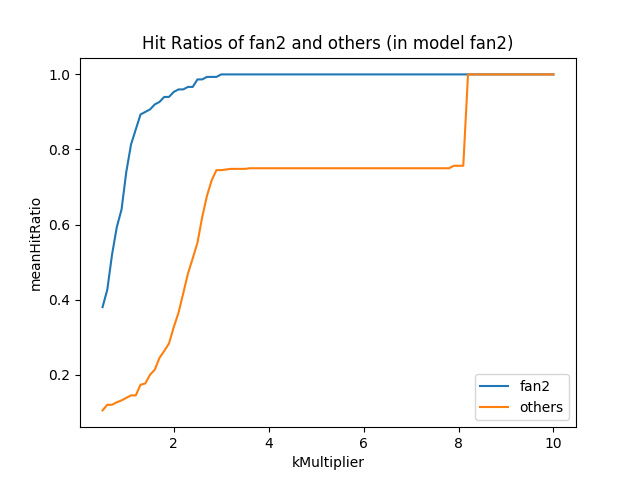 Hit Ratios of fan2 and others (in model fan2)
1.0
0.8
0.6
0.4
0.2
meanHitRatio
2
4
6
8
10
kMultiplier
fan2
others